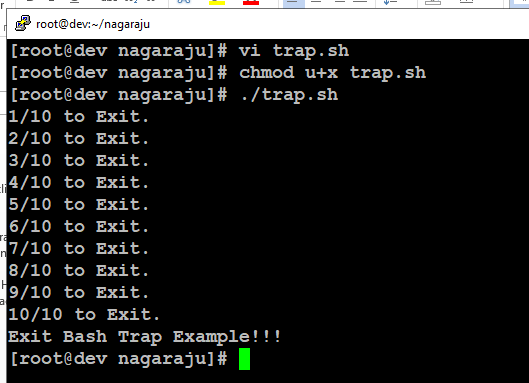 root@dev:~/nagaraju
[root@dev nagaraju]# vi trap.sh
[root@dev nagaraju]# chmod u+x trap.sh
[root@dev nagaraju]# ./trap.sh
1/10 to Exit.
2/10 to Exit.
3/10 to Exit.
4/10 to Exit.
5/10 to Exit.
6/10 to Exit.
7/10 to Exit.
8/10 to Exit.
9/10 to Exit.
10/10 to Exit.
Exit Bash Trap Example!!!
[root@dev nagaraju]#